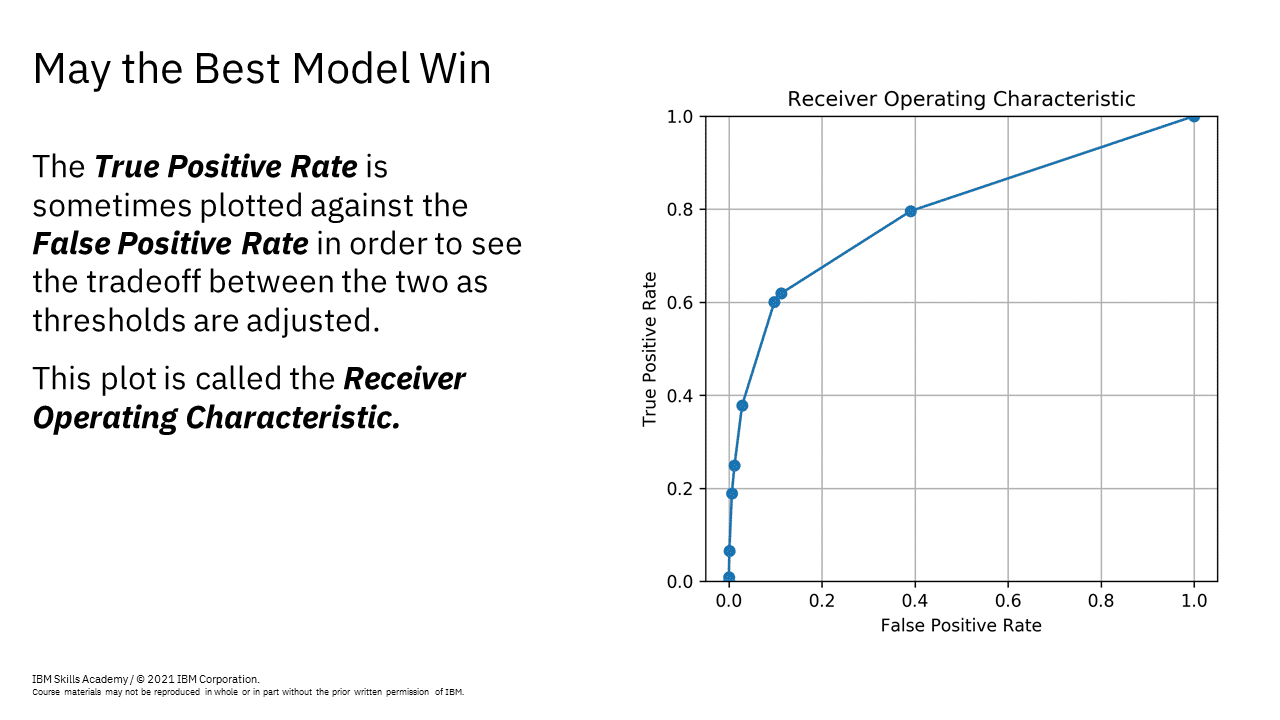 May the Best Model Win
The True Positive Rate is
sometimes plotted against the
False Positive Rate in order to see
the tradeoff between the two as
thresholds are adjusted.
This plot is called the Receiver
Operating Characteristic.
Receiver Operating Characteristic
1.0
0.8
0.6
0.4
0.2
0.0
True Positive Rate
0.0 0.2 0.4 0.6 0.8 1.0
False Positive Rate
IBM Skills Academy / © 2021 IBM Corporation.
Course materials may not be reproduced in whole or in part without the prior written permission of IBM.